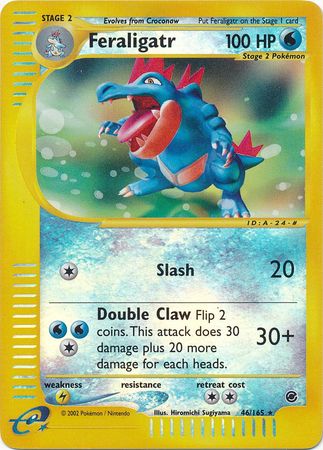 STAGE 2
Evolves from Croconaw
Put Feraligatr on the Stage 1 card
Feraligatr 100 HP
Stage 2 Pokémon
ID:A-24-#
Slash 20
Double Claw Flip 2
coins. This attack does 30
damage plus 20 more
damage for each heads.
30+
weakness resistance retreat cost
© 2002 Pokémon / Nintendo Illus. Hiromichi Sugiyama 46/165 ★
e